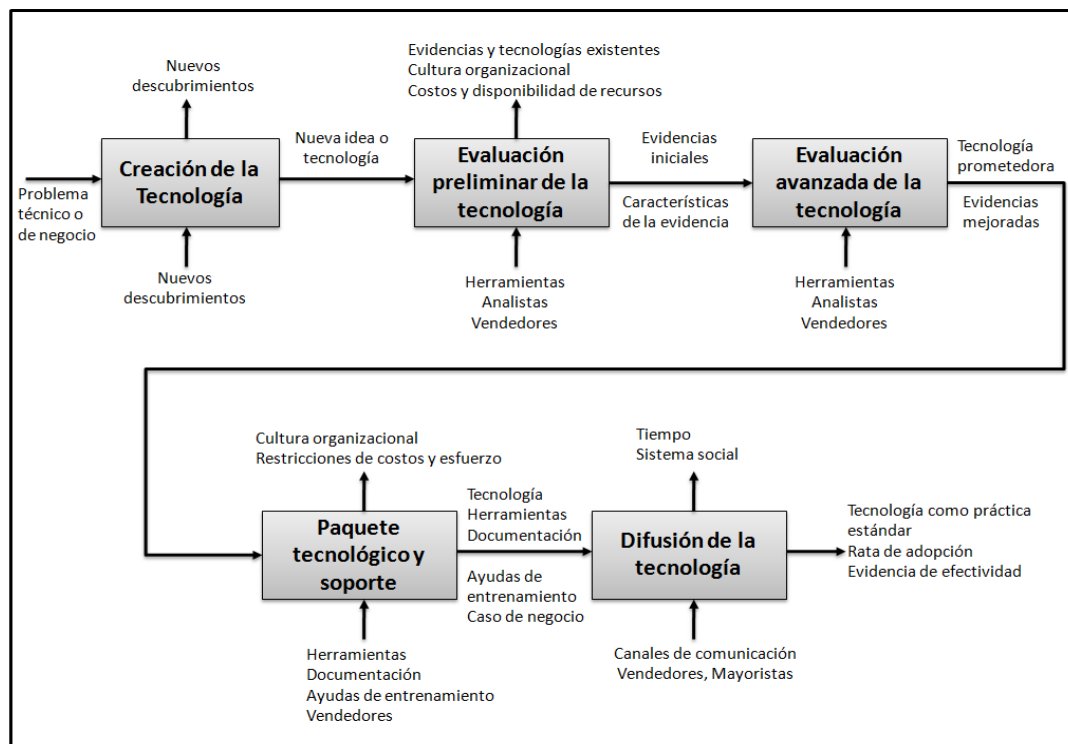 Nuevos
descubrimientos
Evidencias y tecnologías existentes
Cultura organizacional
Costos y disponibilidad de recursos
Problema
técnico o
de negocio
Creación de la
Tecnología
Nuevos
descubrimientos
Nueva idea o
tecnología
Evaluación
preliminar de la
tecnología
Herramientas
Analistas
Vendedores
Evidencias
iniciales
Características
de la evidencia
Evaluación
avanzada de la
tecnología
Herramientas
Analistas
Vendedores
Tecnología
prometedora
Evidencias
mejoradas
Cultura organizacional
Restricciones de costos y esfuerzo
Paquete
tecnológico y
soporte
Herramientas
Documentación
Ayudas de entrenamiento
Vendedores
Tecnología
Herramientas
Documentación
Ayudas de
entrenamiento
Caso de negocio
Tiempo
Sistema social
Difusión de la
tecnología
Canales de comunicación
Vendedores, Mayoristas
Tecnología como práctica
estándar
Rata de adopción
Evidencia de efectividad